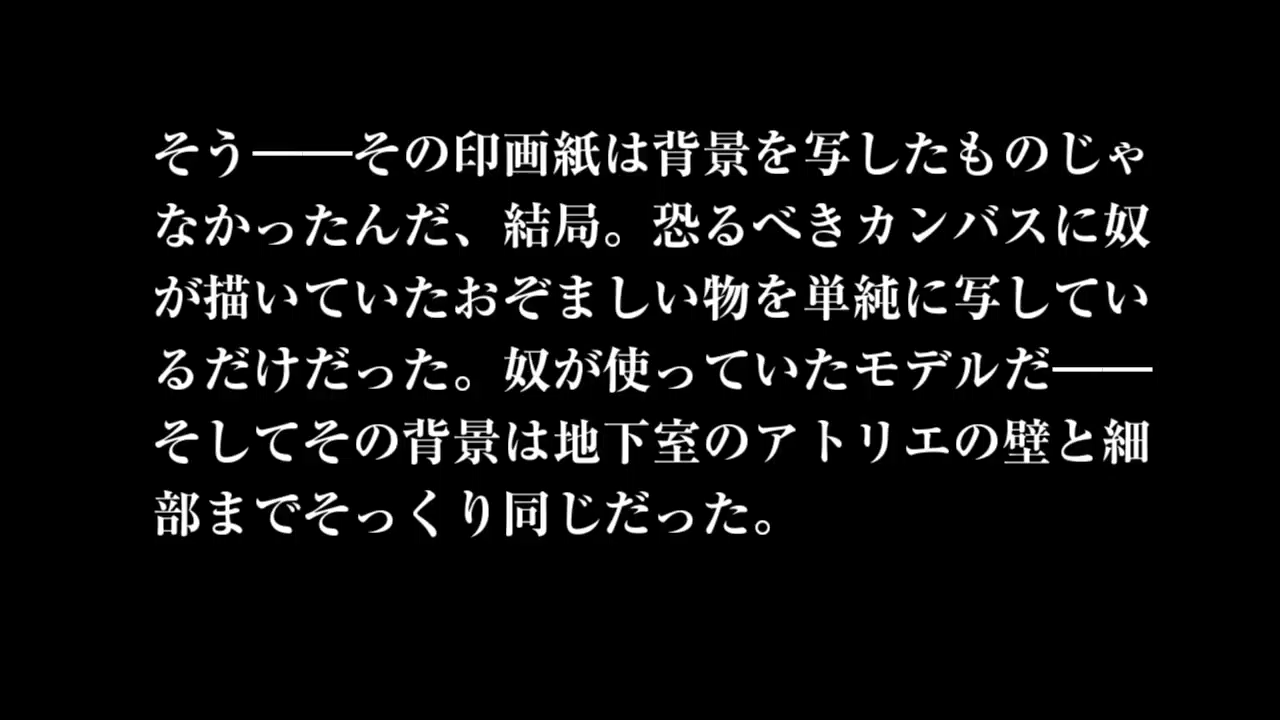 そう――その印画紙は背景を写したものじゃ
なかったんだ、結局。恐るべきカンバスに奴
が描いていたおぞましい物を単純に写してい
るだけだった。奴が使っていたモデルだ――
そしてその背景は地下室のアトリエの壁と細
部までそっくり同じだった。